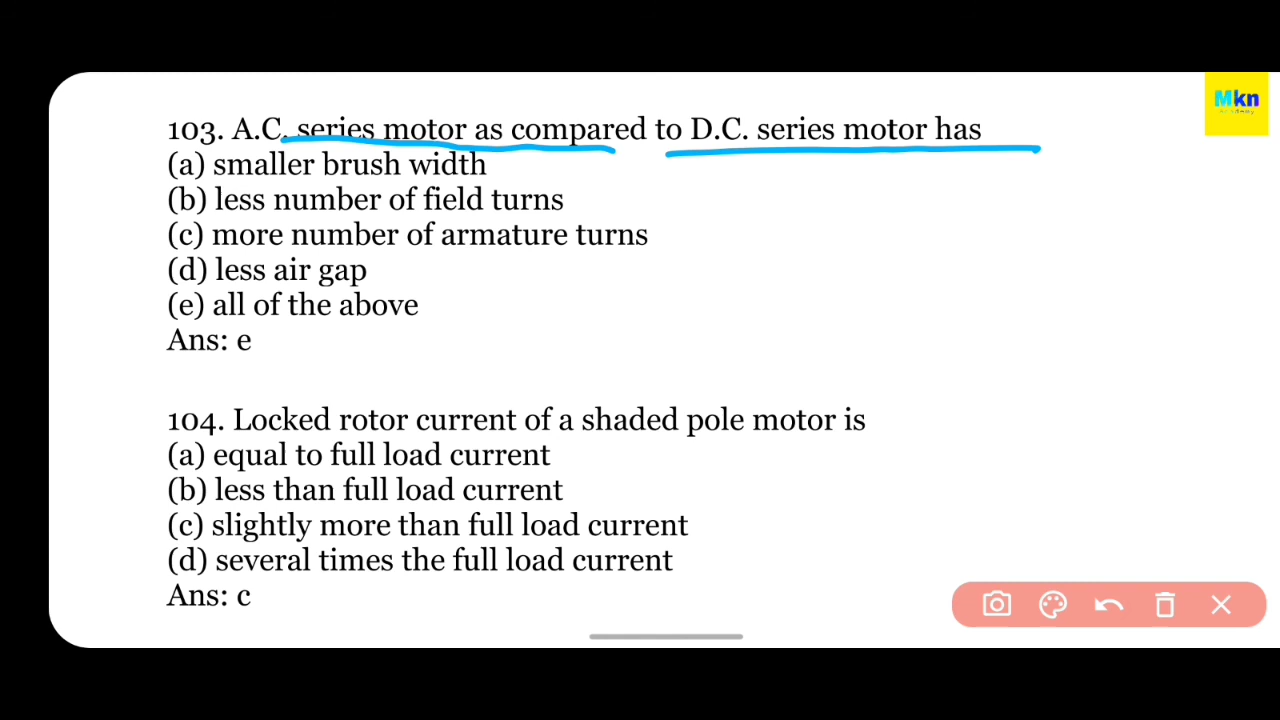 Mkn
103. A.C. series motor as compared to D.C. series motor has
(a) smaller brush width
(b) less number of field turns
(c) more number of armature turns
(d) less air gap
(e) all of the above
Ans: e
104. Locked rotor current of a shaded pole motor is
(a) equal to full load current
(b) less than full load current
(c) slightly more than full load current
(d) several times the full load current
Ans: c